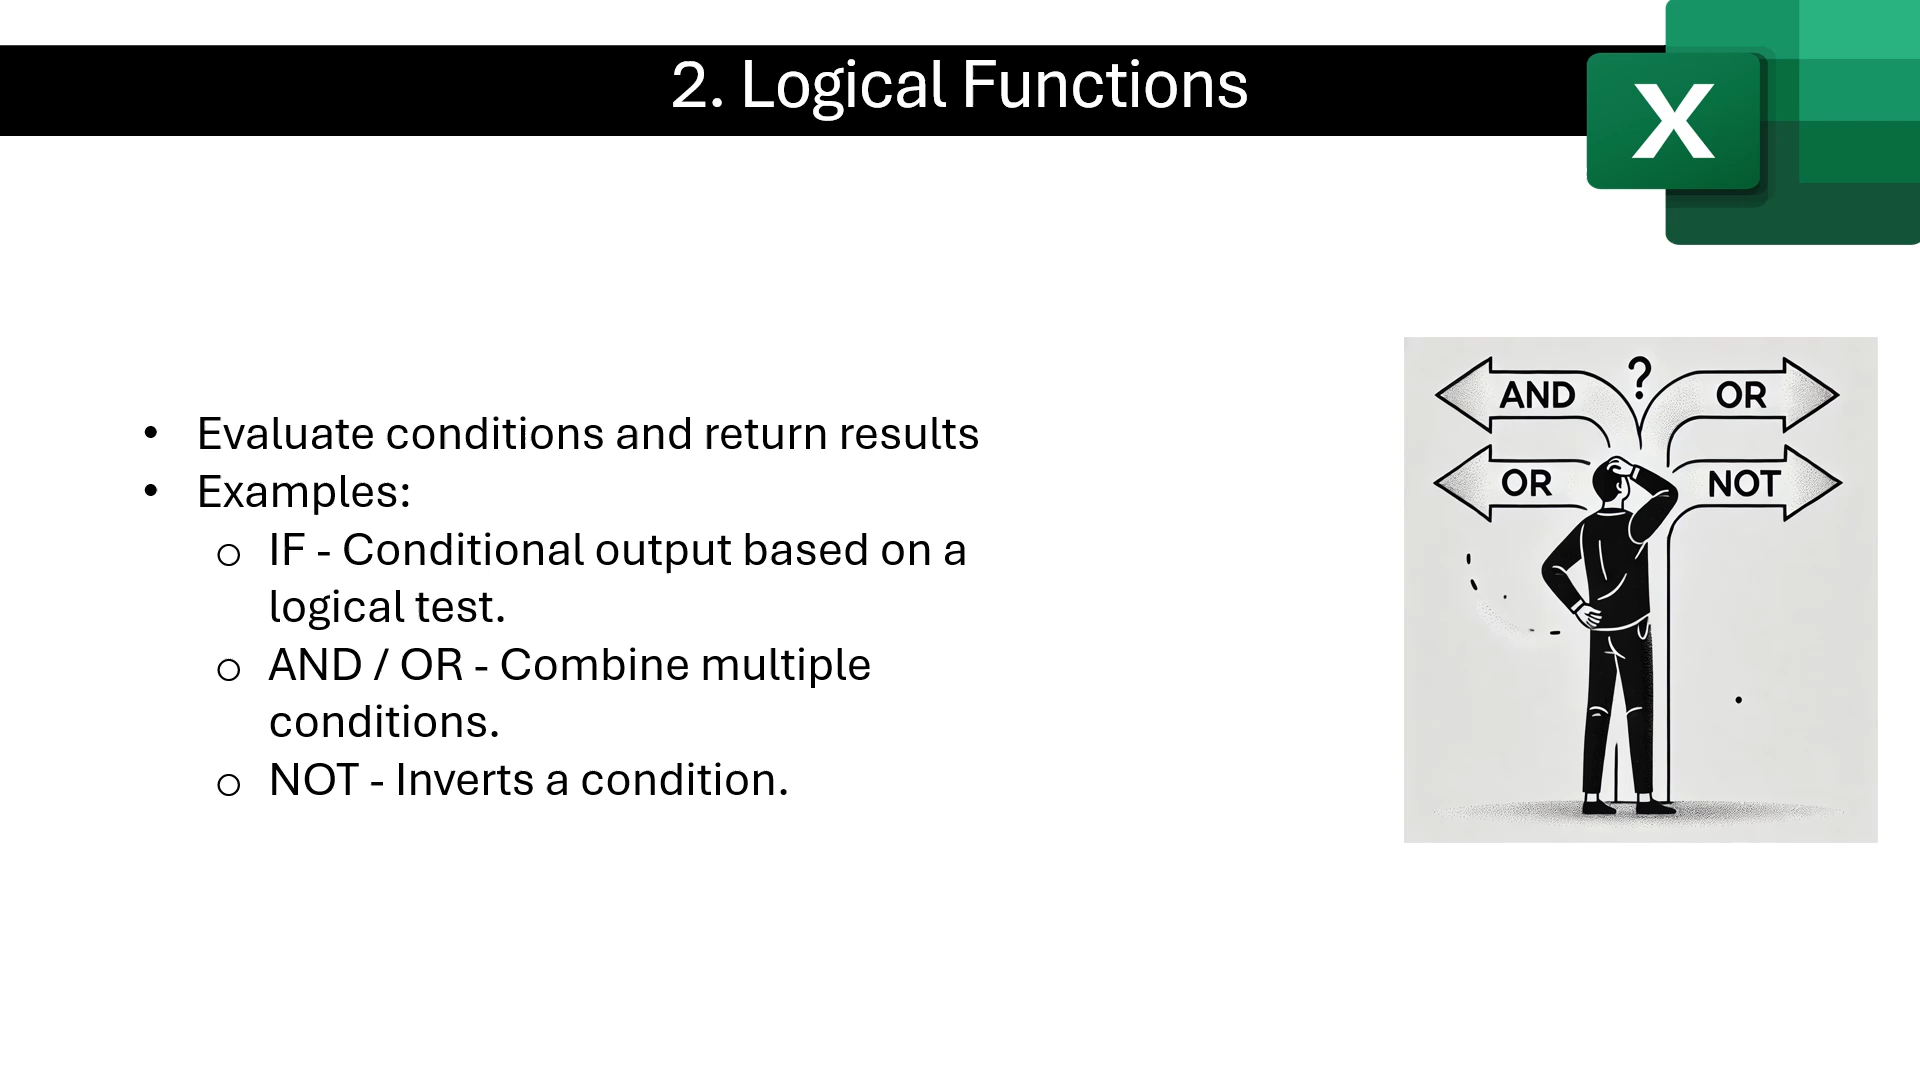 2. Logical Functions
X
• Evaluate conditions and return results
• Examples:
o IF - Conditional output based on a
logical test.
o AND / OR - Combine multiple
conditions.
o NOT - Inverts a condition.
?
AND
OR
OR
NOT